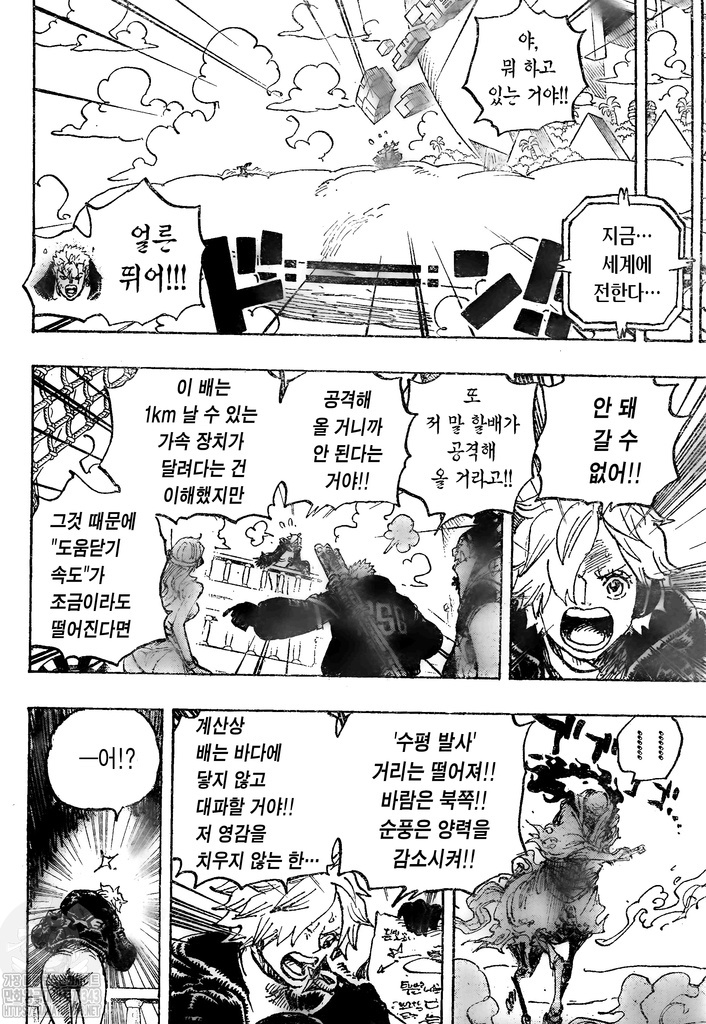 야,
뭐 하고
있는 거야!!
지금…
세계에
전한다…
얼른
뛰어!!!
안 돼
갈 수
없어!!
또
저 말 할배가
공격해
올 거라고!!
공격해
올 거니까
안 된다는
거야!!
이 배는
1km 날 수 있는
가속 장치가
달려다는 건
이해했지만
그것 때문에
"도움닫기
속도"가
조금이라도
떨어진다면
'수평 발사'
거리는 떨어져!!
바람은 북쪽!!
순풍은 양력을
감소시켜!!
계산상
배는 바다에
닿지 않고
대파할 거야!!
저 영감을
치우지 않는 한…
—어!?